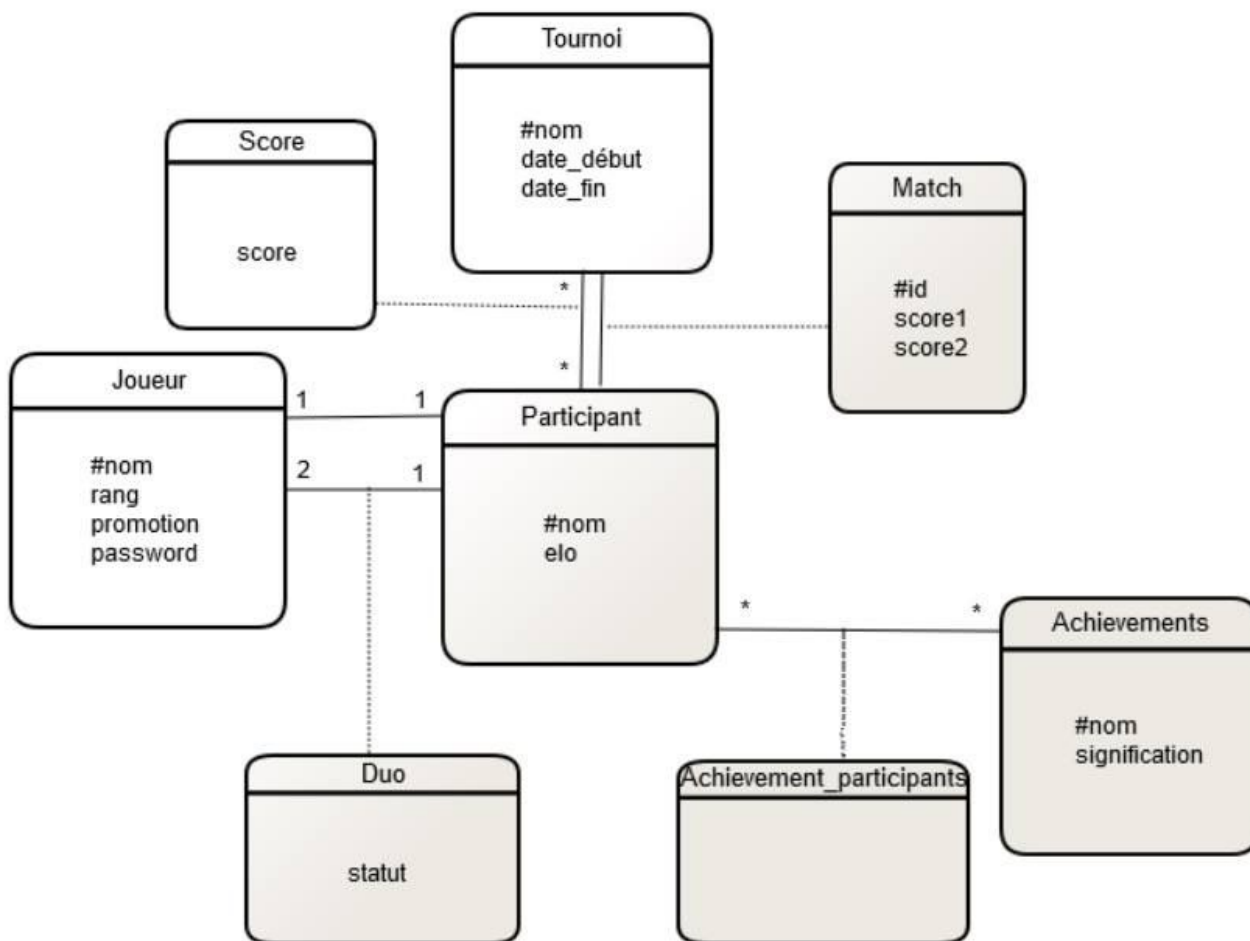 Tournoi
#nom
date_début
date_fin
Score
score
Match
#id
score1
score2
*
*
Joueur
#nom
rang
promotion
password
1
1
2
1
Participant
#nom
elo
*
*
Achievements
#nom
signification
Duo
statut
Achievement_participants